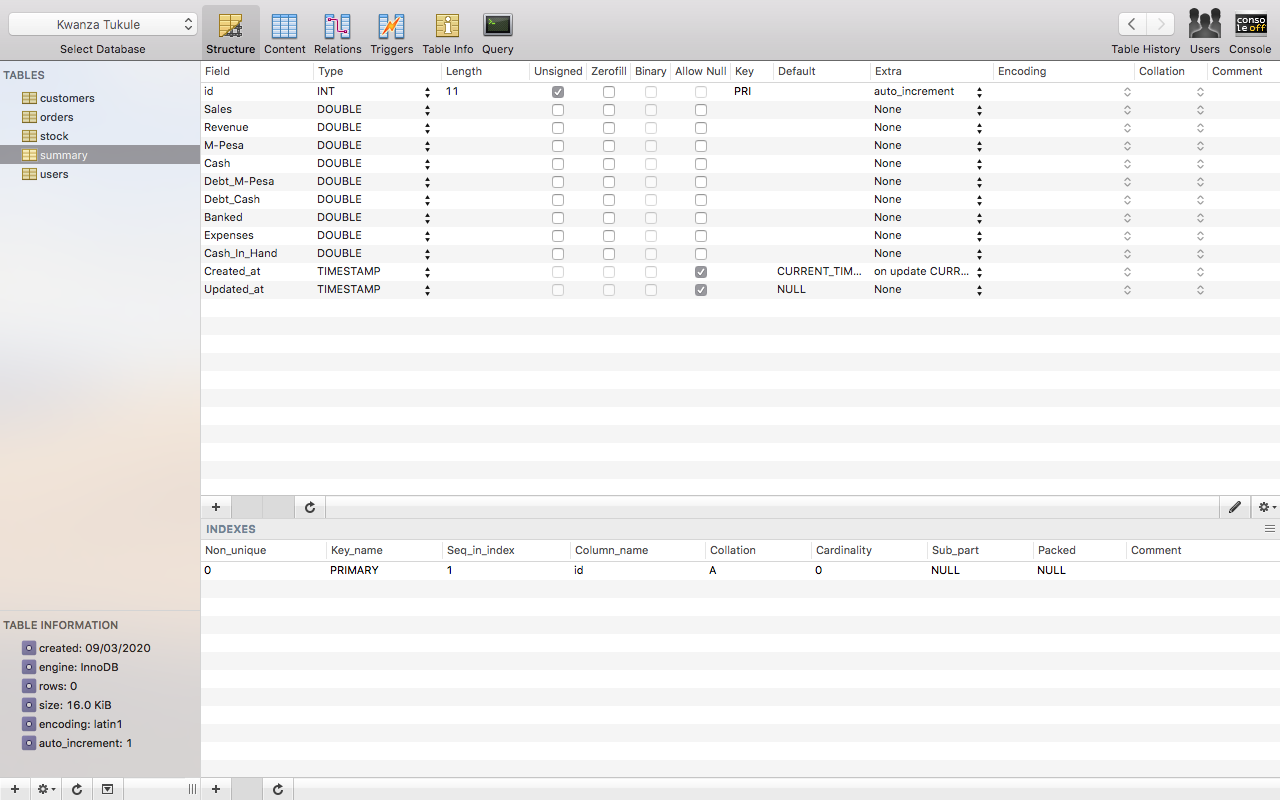 Kwanza Tukule
Select Database
Structure Content Relations Triggers Table Info Query
conso
le off
Table History Users Console
TABLES
customers
orders
stock
summary
users
Field Type Length Unsigned Zerofill Binary Allow Null Key Default Extra Encoding Collation Comment
id INT 11 PRI auto_increment
Sales DOUBLE None
Revenue DOUBLE None
M-Pesa DOUBLE None
Cash DOUBLE None
Debt_M-Pesa DOUBLE None
Debt_Cash DOUBLE None
Banked DOUBLE None
Expenses DOUBLE None
Cash_In_Hand DOUBLE None
Created_at TIMESTAMP CURRENT_TIM... on update CURR...
Updated_at TIMESTAMP NULL None
INDEXES
Non_unique Key_name Seq_in_index Column_name Collation Cardinality Sub_part Packed Comment
0 PRIMARY 1 id A 0 NULL NULL
TABLE INFORMATION
created: 09/03/2020
engine: InnoDB
rows: 0
size: 16.0 KiB
encoding: latin1
auto_increment: 1